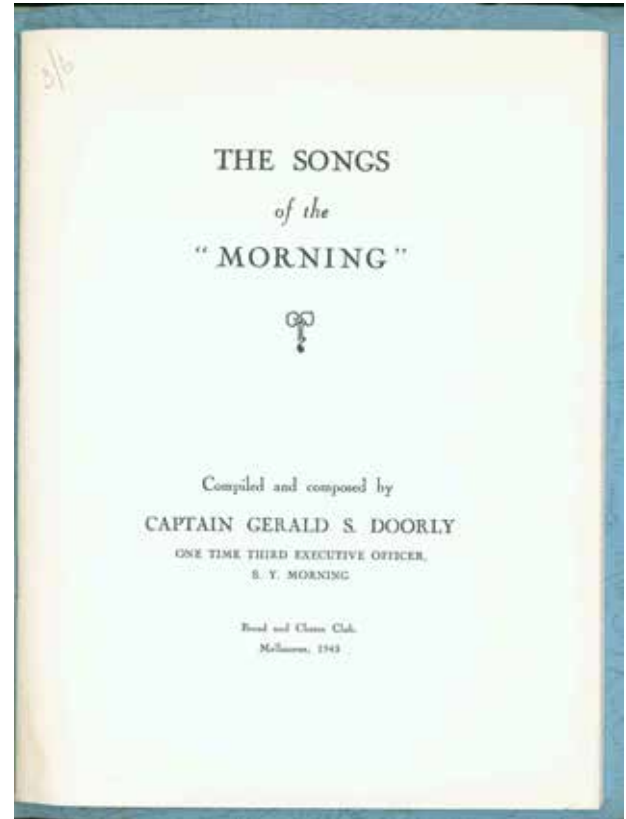 3/6
THE SONGS
of the
"MORNING"
Compiled and composed by
CAPTAIN GERALD S. DOORLY
ONE TIME THIRD EXECUTIVE OFFICER,
S. Y. MORNING
Bread and Cheese Club,
Melbourne, 1943